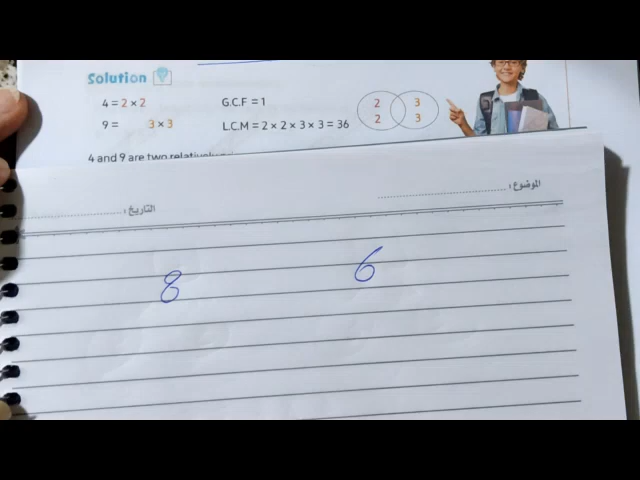 Solution
4 = 2 × 2
G.C.F = 1
2 3
9 = 3 × 3
L.C.M = 2 × 2 × 3 × 3 = 36
2 3
4 and 9 are two relatively
الموضوع :
التاريخ :
8 6